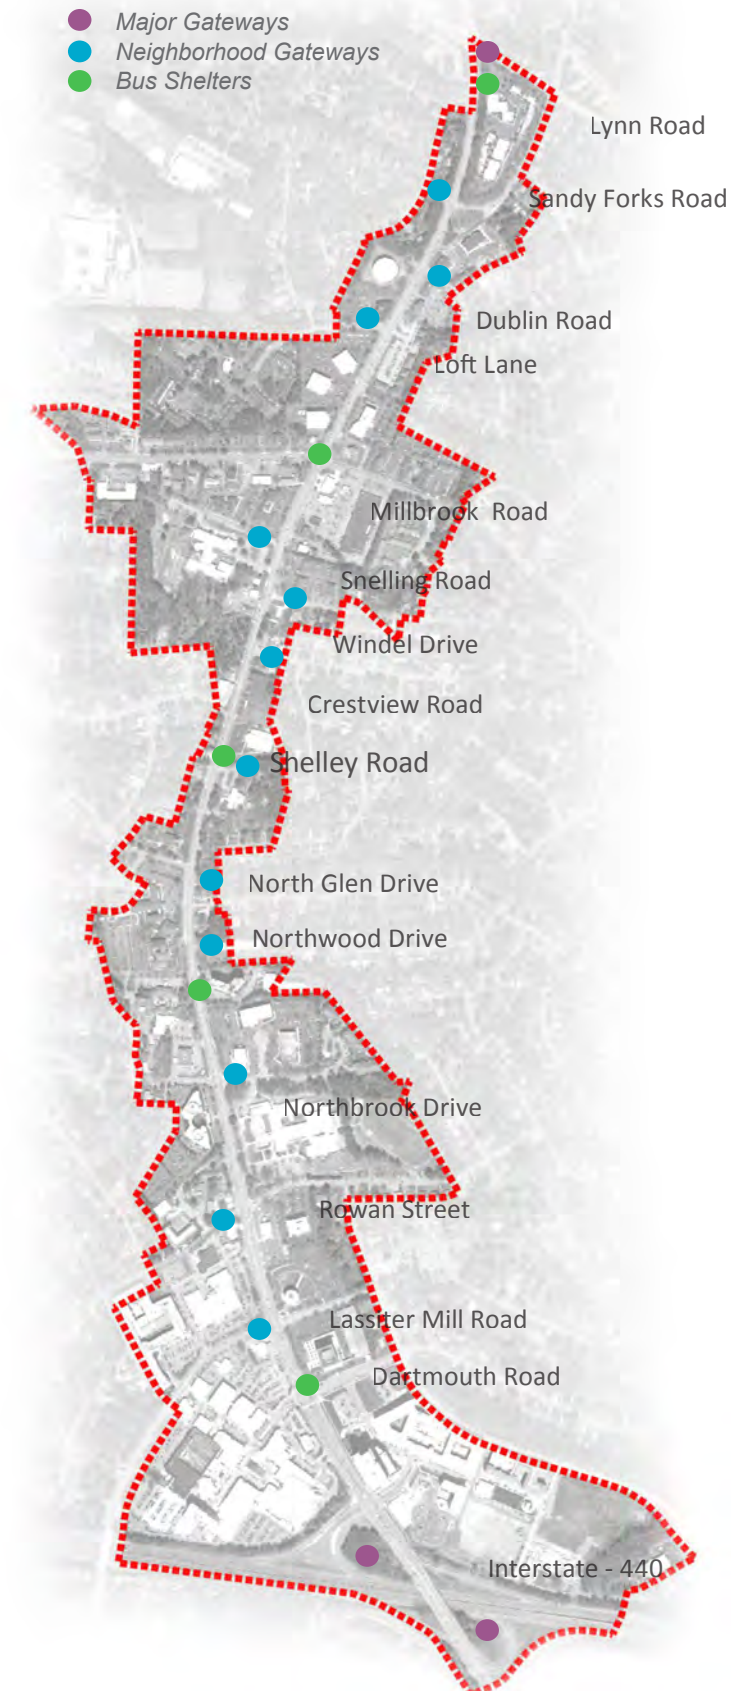 Major Gateways
Neighborhood Gateways
Bus Shelters
Lynn Road
Sandy Forks Road
Dublin Road
Loft Lane
Millbrook Road
Snelling Road
Windel Drive
Crestview Road
Shelley Road
North Glen Drive
Northwood Drive
Northbrook Drive
Rowan Street
Lassiter Mill Road
Dartmouth Road
Interstate - 440